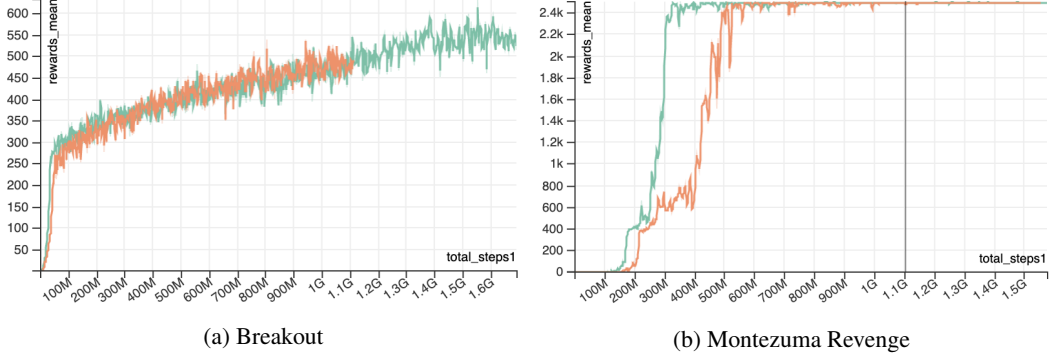 rewards_mean
600
550
500
450
400
350
300
250
200
150
100
50
total_steps1
100M
200M
300M
400M
500M
600M
700M
800M
900M
1G
1.1G
1.2G
1.3G
1.4G
1.5G
1.6G
(a) Breakout
rewards_mean
2.4k
2.2k
2k
1.8k
1.6k
1.4k
1.2k
1k
800
600
400
200
0
total_steps1
100M
200M
300M
400M
500M
600M
700M
800M
900M
1G
1.1G
1.2G
1.3G
1.4G
1.5G
(b) Montezuma Revenge